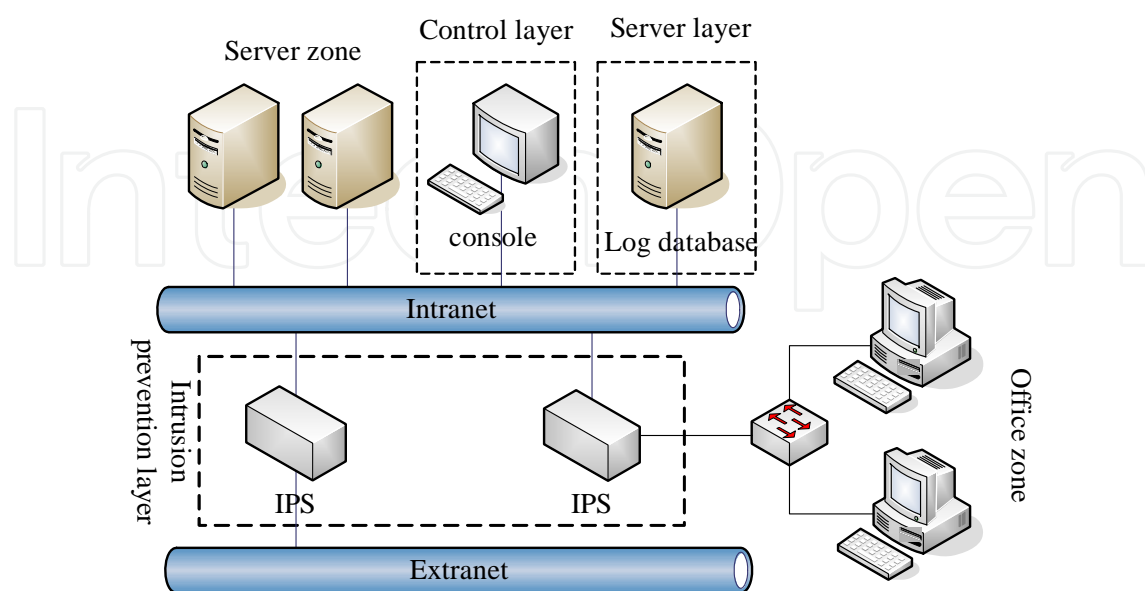 Control layer
Server layer
Server zone
console
Log database
Intranet
Intrusion
prevention layer
IPS
IPS
Office zone
Extranet
IntechOpen